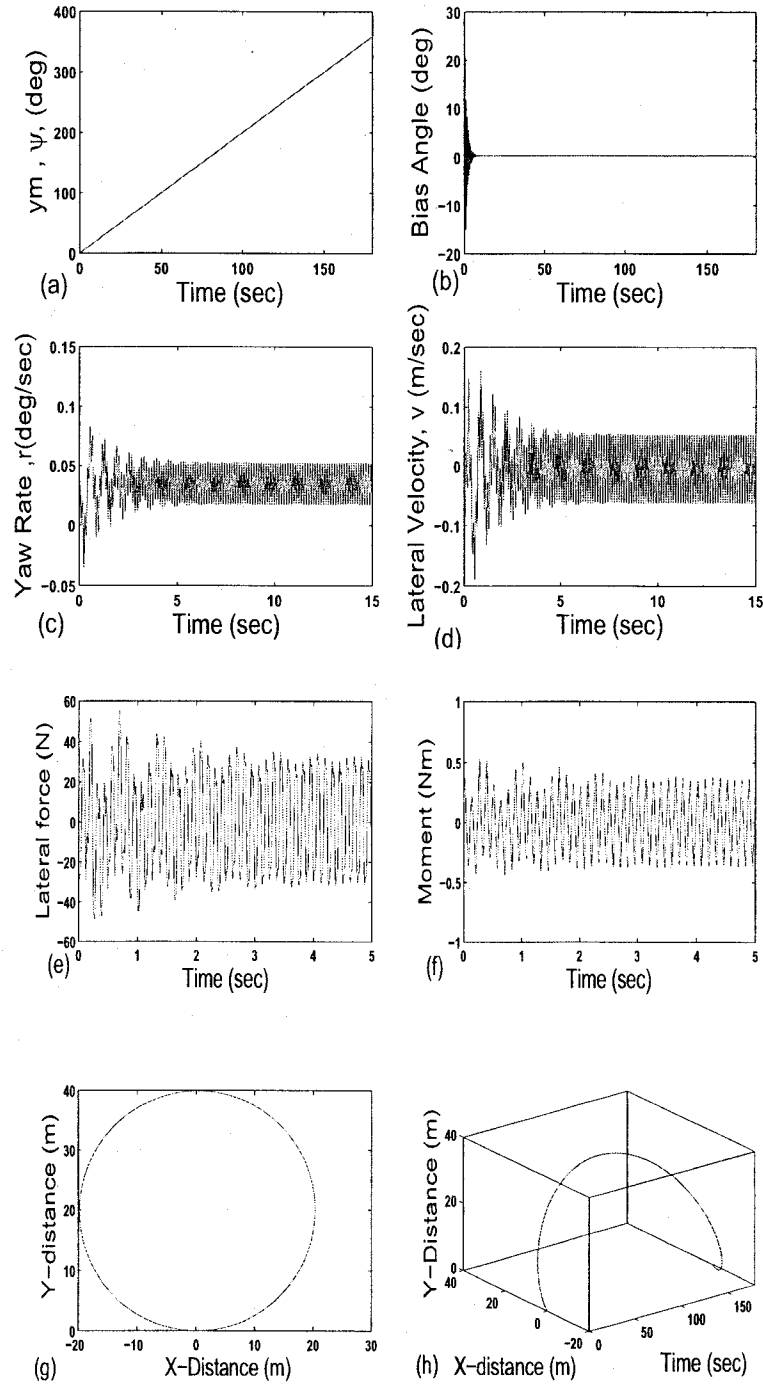 400
300
200
100
0
ym , ψ, (deg)
0 50 100 150
Time (sec)
(a)
30
20
10
0
−10
−20
Bias Angle (deg)
0 50 100 150
Time (sec)
(b)
0.15
0.1
0.05
0
−0.05
Yaw Rate ,r(deg/sec)
0 5 10 15
Time (sec)
(c)
0.2
0.1
0
−0.1
−0.2
Lateral Velocity, v (m/sec)
0 5 10 15
Time (sec)
(d)
60
40
20
0
−20
−40
−60
Lateral force (N)
0 1 2 3 4 5
Time (sec)
(e)
1
0.5
0
−0.5
−1
Moment (Nm)
0 1 2 3 4 5
Time (sec)
(f)
40
30
20
10
0
Y−distance (m)
−20 −10 0 10 20 30
X−Distance (m)
(g)
40
20
0
Y−Distance (m)
40
20
0
−20
X−distance (m)
0
50
100
150
Time (sec)
(h)